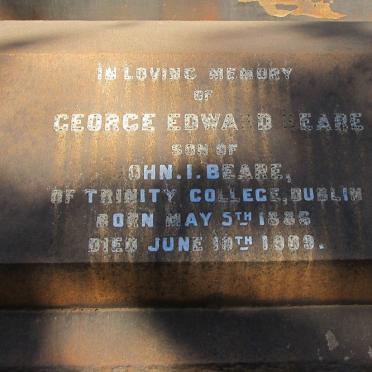 IN LOVING MEMORY
OF
GEORGE EDWARD BEARE
SON OF
JOHN.I.BEARE,
OF TRINITY COLLEGE, DUBLIN
BORN MAY 5TH 1886
DIED JUNE 10TH 1909.